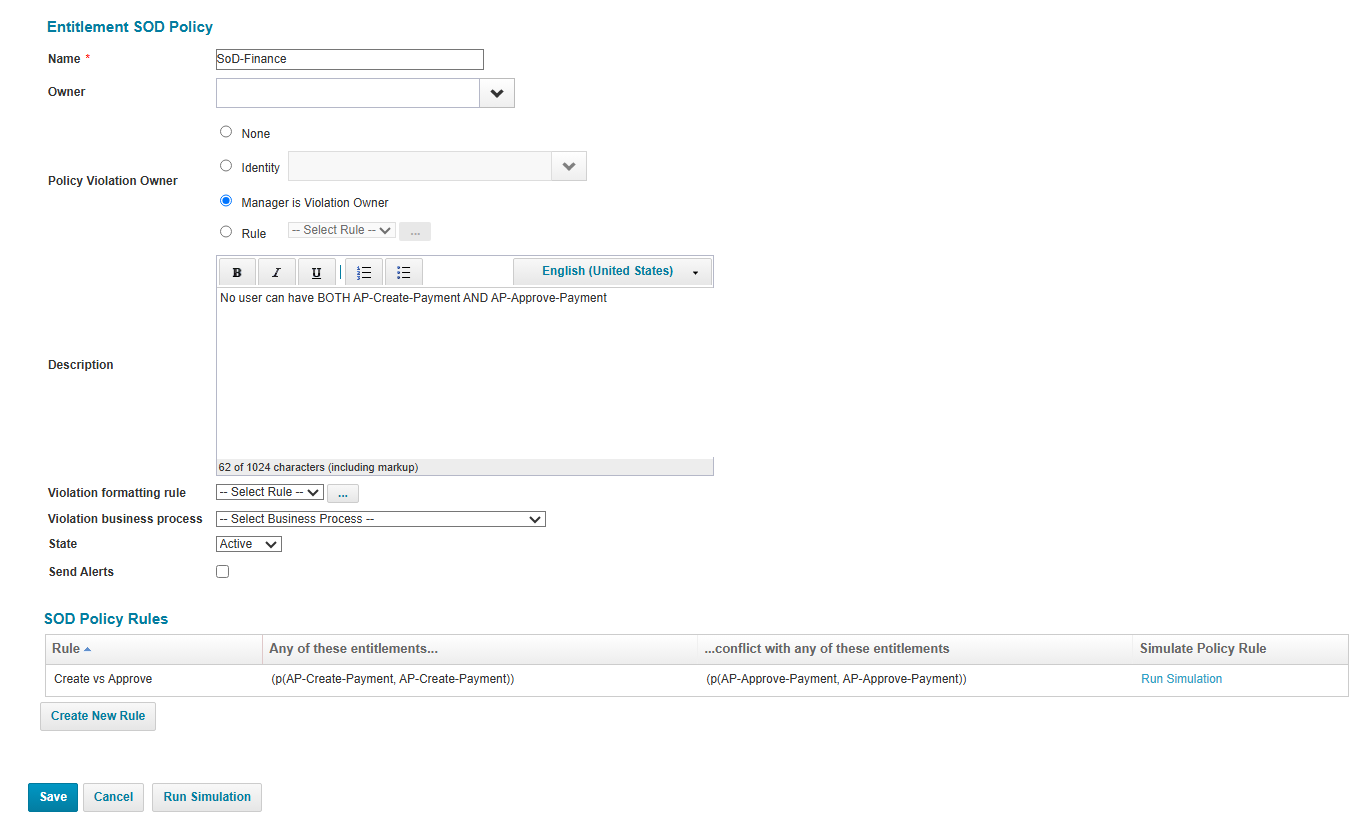 Entitlement SOD Policy
Name *
SoD-Finance
Owner
None
Identity
Policy Violation Owner
Manager is Violation Owner
Rule
-- Select Rule --
...
B I U
English (United States)
No user can have BOTH AP-Create-Payment AND AP-Approve-Payment
Description
62 of 1024 characters (including markup)
Violation formatting rule
-- Select Rule --
...
Violation business process
-- Select Business Process --
State
Active
Send Alerts
SOD Policy Rules
Rule Any of these entitlements... ...conflict with any of these entitlements Simulate Policy Rule
Create vs Approve (p(AP-Create-Payment, AP-Create-Payment)) (p(AP-Approve-Payment, AP-Approve-Payment)) Run Simulation
Create New Rule
Save Cancel Run Simulation